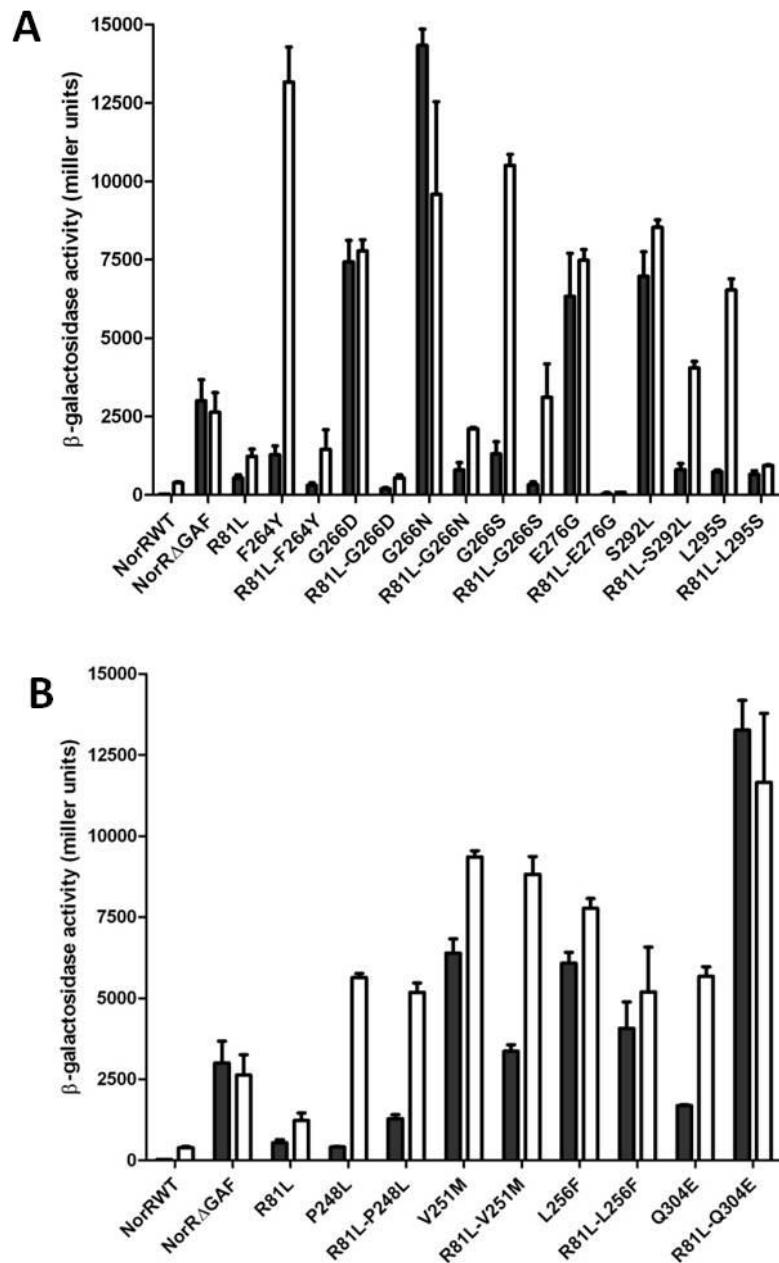 A
β-galactosidase activity (miller units)
15000
12500
10000
7500
5000
2500
0
NorRWT
NorRΔGAF
R81L
F264Y
R81L-F264Y
G266D
R81L-G266D
G266N
R81L-G266N
G266S
R81L-G266S
E276G
R81L-E276G
S292L
R81L-S292L
L295S
R81L-L295S
B
β-galactosidase activity (miller units)
15000
12500
10000
7500
5000
2500
0
NorRWT
NorRΔGAF
R81L
P248L
R81L-P248L
V251M
R81L-V251M
L256F
R81L-L256F
Q304E
R81L-Q304E